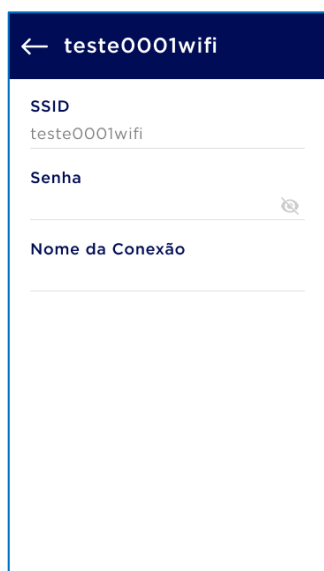 teste0001wifi
SSID
teste0001wifi
Senha
Nome da Conexão